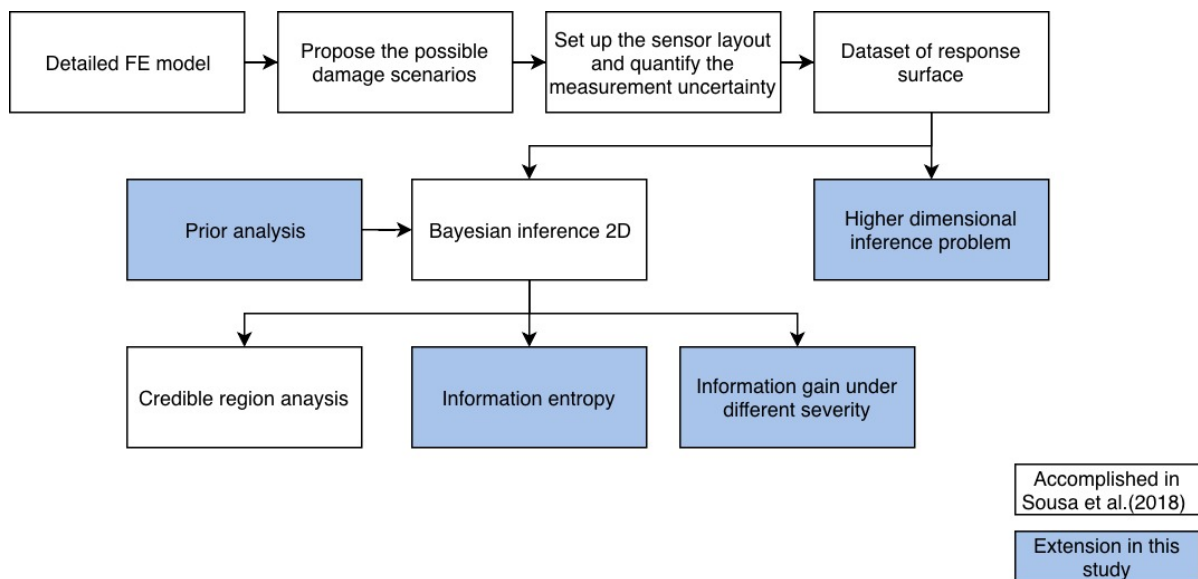 Detailed FE model
Propose the possible
damage scenarios
Set up the sensor layout
and quantify the
measurement uncertainty
Dataset of response
surface
Prior analysis
Bayesian inference 2D
Higher dimensional
inference problem
Credible region anaysis
Information entropy
Information gain under
different severity
Accomplished in
Sousa et al.(2018)
Extension in this
study